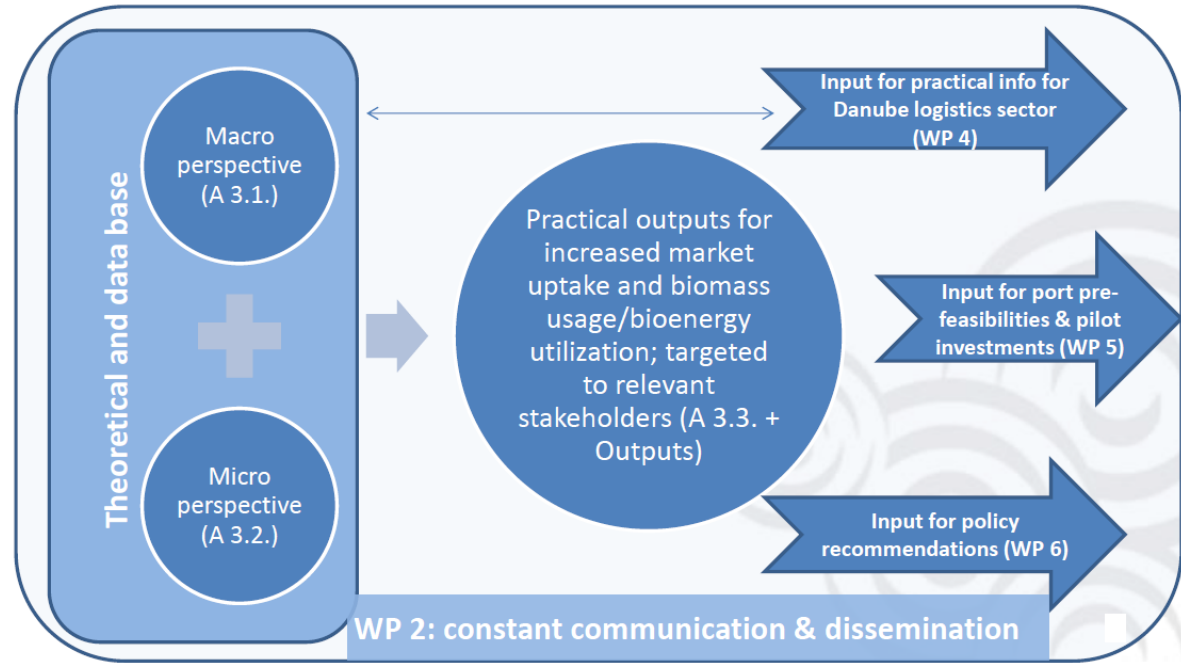 Theoretical and data base
Macro
perspective
(A 3.1.)
Micro
perspective
(A 3.2.)
Practical outputs for
increased market
uptake and biomass
usage/bioenergy
utilization; targeted
to relevant
stakeholders (A 3.3. +
Outputs)
Input for practical info for
Danube logistics sector
(WP 4)
Input for port pre-
feasibilities & pilot
investments (WP 5)
Input for policy
recommendations (WP 6)
WP 2: constant communication & dissemination